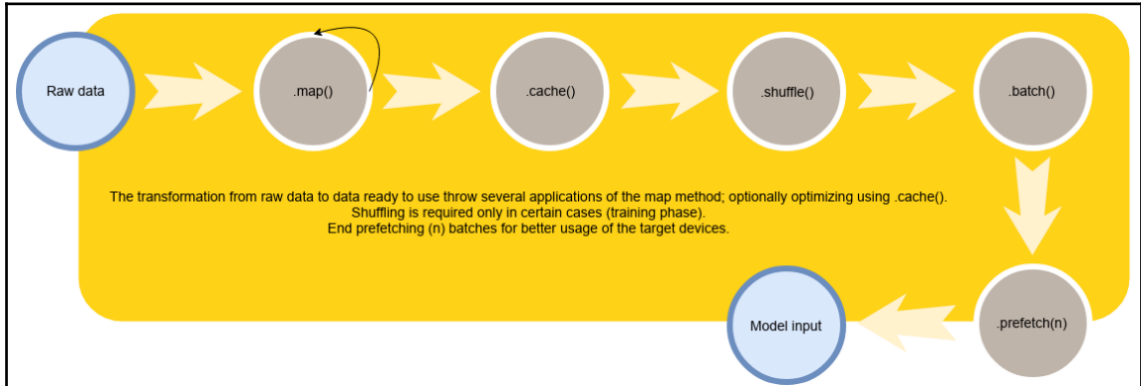 Raw data
.map()
.cache()
.shuffle()
.batch()
The transformation from raw data to data ready to use throw several applications of the map method; optionally optimizing using .cache().
Shuffling is required only in certain cases (training phase).
End prefetching (n) batches for better usage of the target devices.
Model input
.prefetch(n)